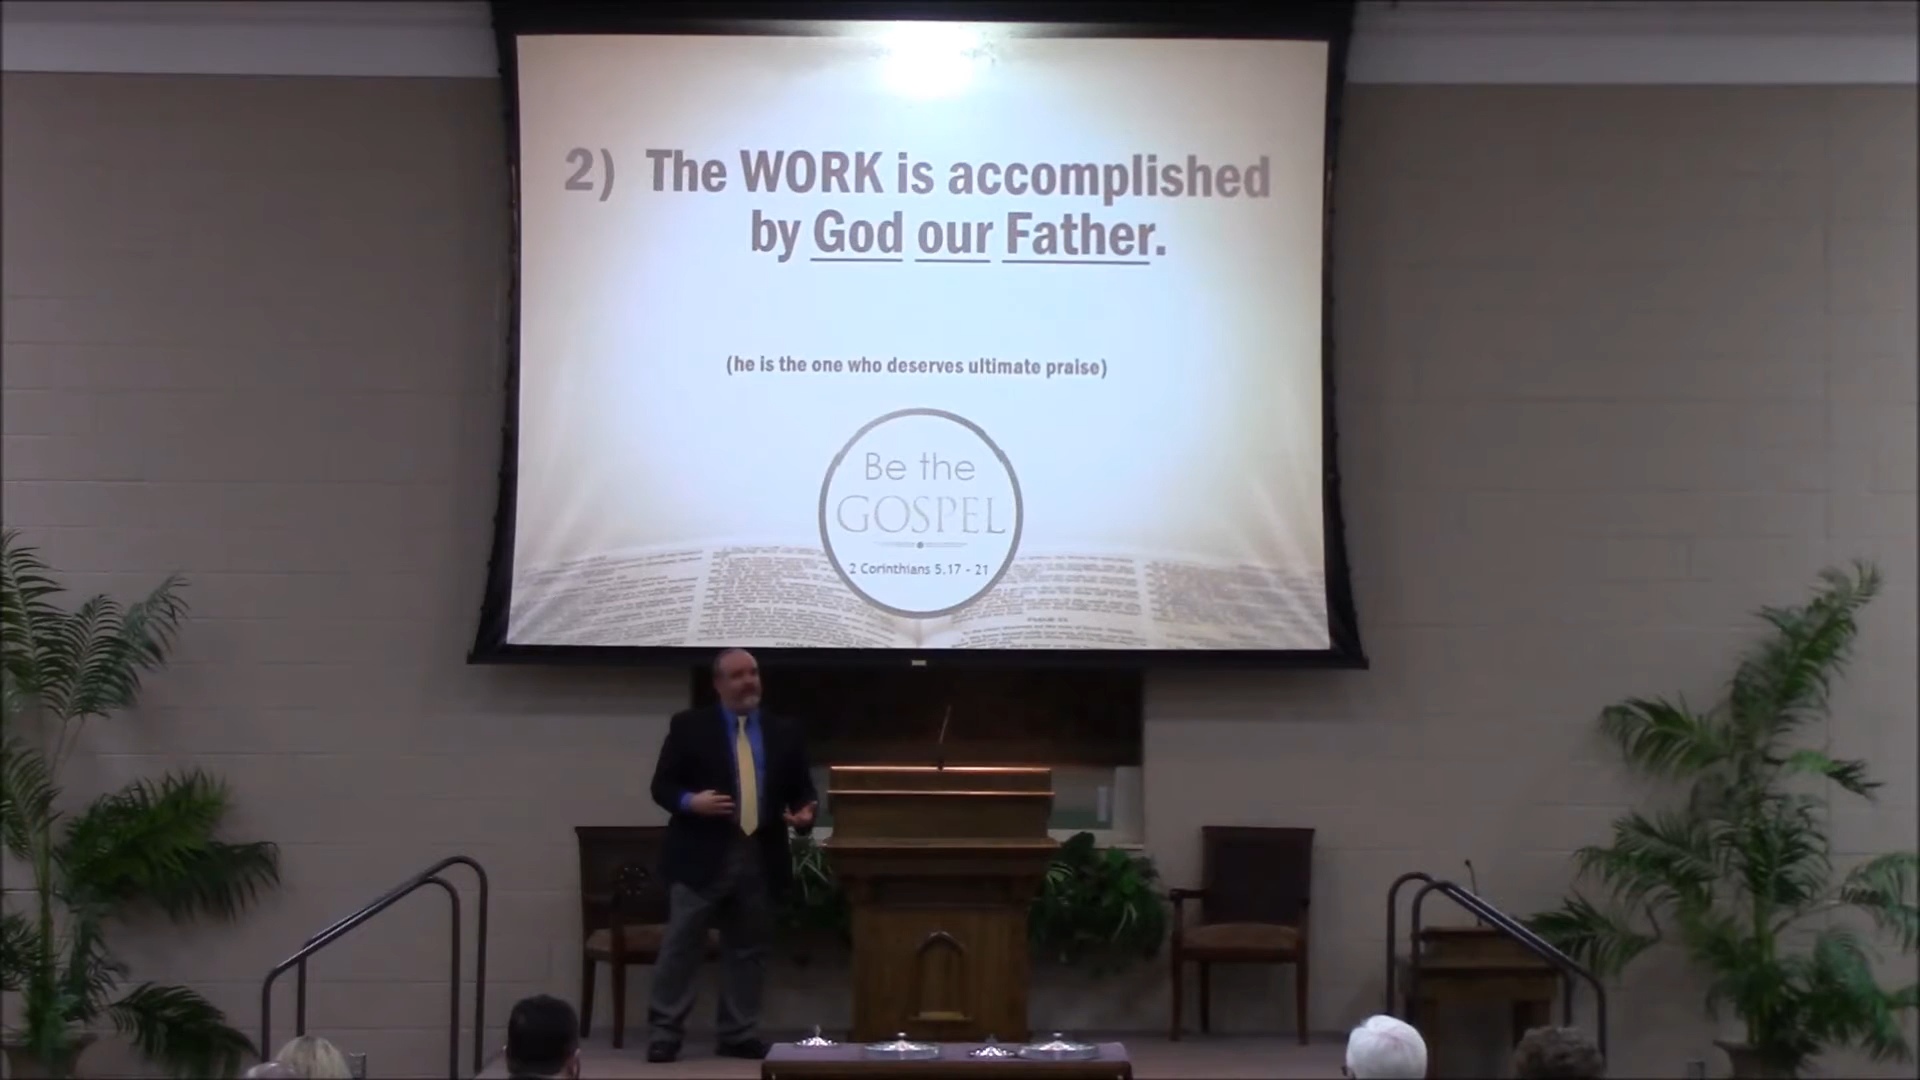 2) The WORK is accomplished
by God our Father.
(he is the one who deserves ultimate praise)
Be the
GOSPEL
2 Corinthians 5.17 - 21